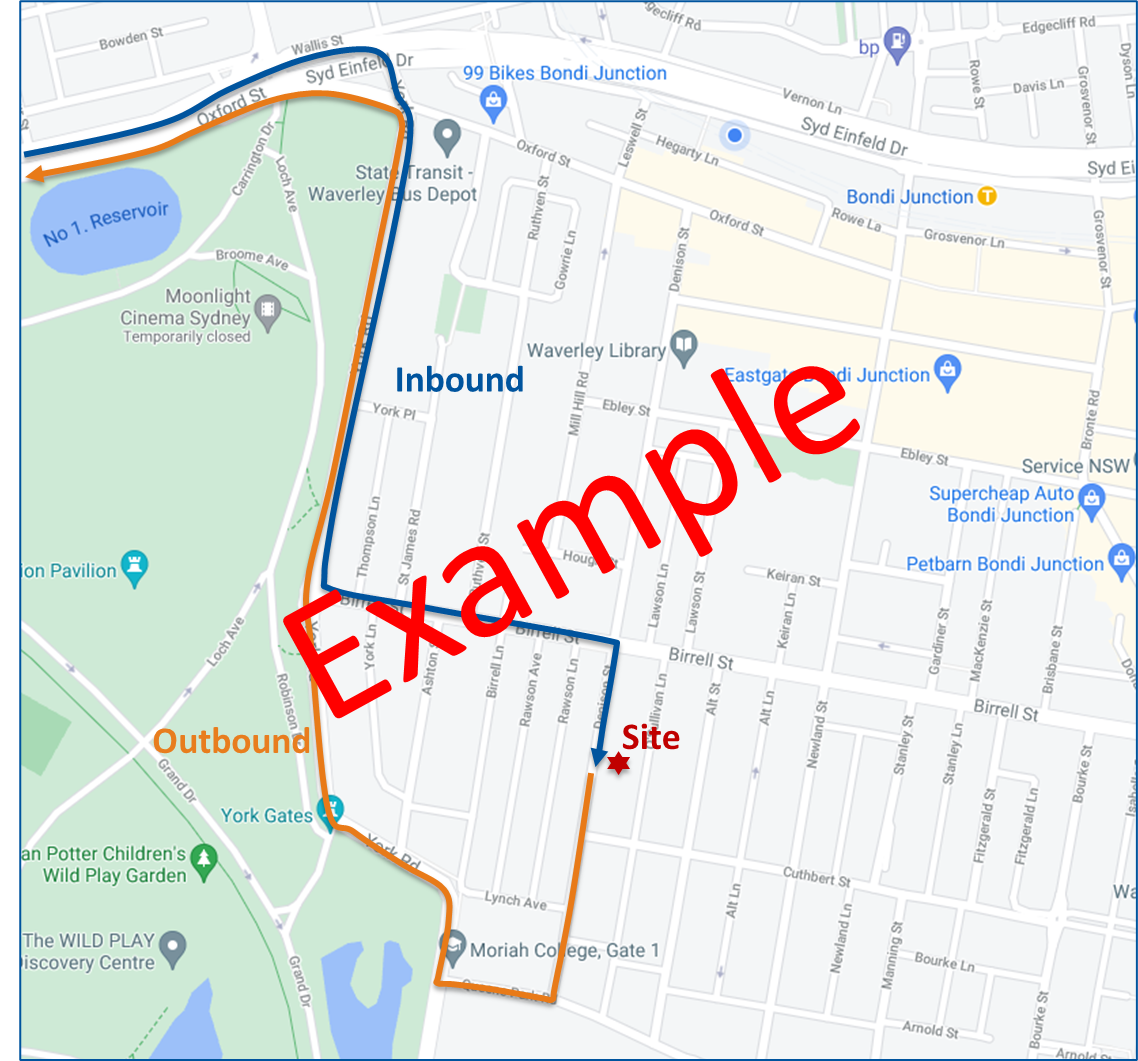 Bowden St
Wallis St
Syd Einfeld Dr
Edgecliff Rd
bp
Edgecliff Rd
Dyson Ln
Rowe St
Davis Ln
Grosvenor St
99 Bikes Bondi Junction
Vernon Ln
Syd Einfeld Dr
Syd Ei
Oxford St
Carrington Dr
Loch Ave
State Transit -
Waverley Bus Depot
Oxford St
Leswell St
Hegarty Ln
Bondi Junction
T
No 1. Reservoir
Ruthven St
Gowrie Ln
Denison St
Oxford St
Rowe La
Grosvenor Ln
Grosvenor St
Broome Ave
Moonlight
Cinema Sydney
Temporarily closed
York Rd
Inbound
Waverley Library
Eastgate Bondi Junction
York Pl
Mill Hill Rd
Ebley St
Bronte Rd
Ebley St
Service NSW
Supercheap Auto
Bondi Junction
Petbarn Bondi Junction
Example
Thompson Ln
St James Rd
ion Pavilion
Birrell St
Lawson Ln
Lawson St
Keiran St
Keiran Ln
Gardiner St
MacKenzie St
Brisbane St
Loch Ave
York Ln
Birrell Ln
Rawson Ave
Rawson Ln
Denison St
Birrell St
Alt St
Alt Ln
Newland St
Stanley St
Stanley Ln
Birrell St
Bourke St
Outbound
Site
Grand Dr
York Gates
York Rd
Fitzgerald St
Fitzgerald Ln
an Potter Children's
Wild Play Garden
Lynch Ave
Cuthbert St
Alt Ln
Wa
The WILD PLAY
iscovery Centre
Grand Dr
Moriah College, Gate 1
Newland Ln
Manning St
Bourke Ln
Arnold St
Bourke St
Arnold St